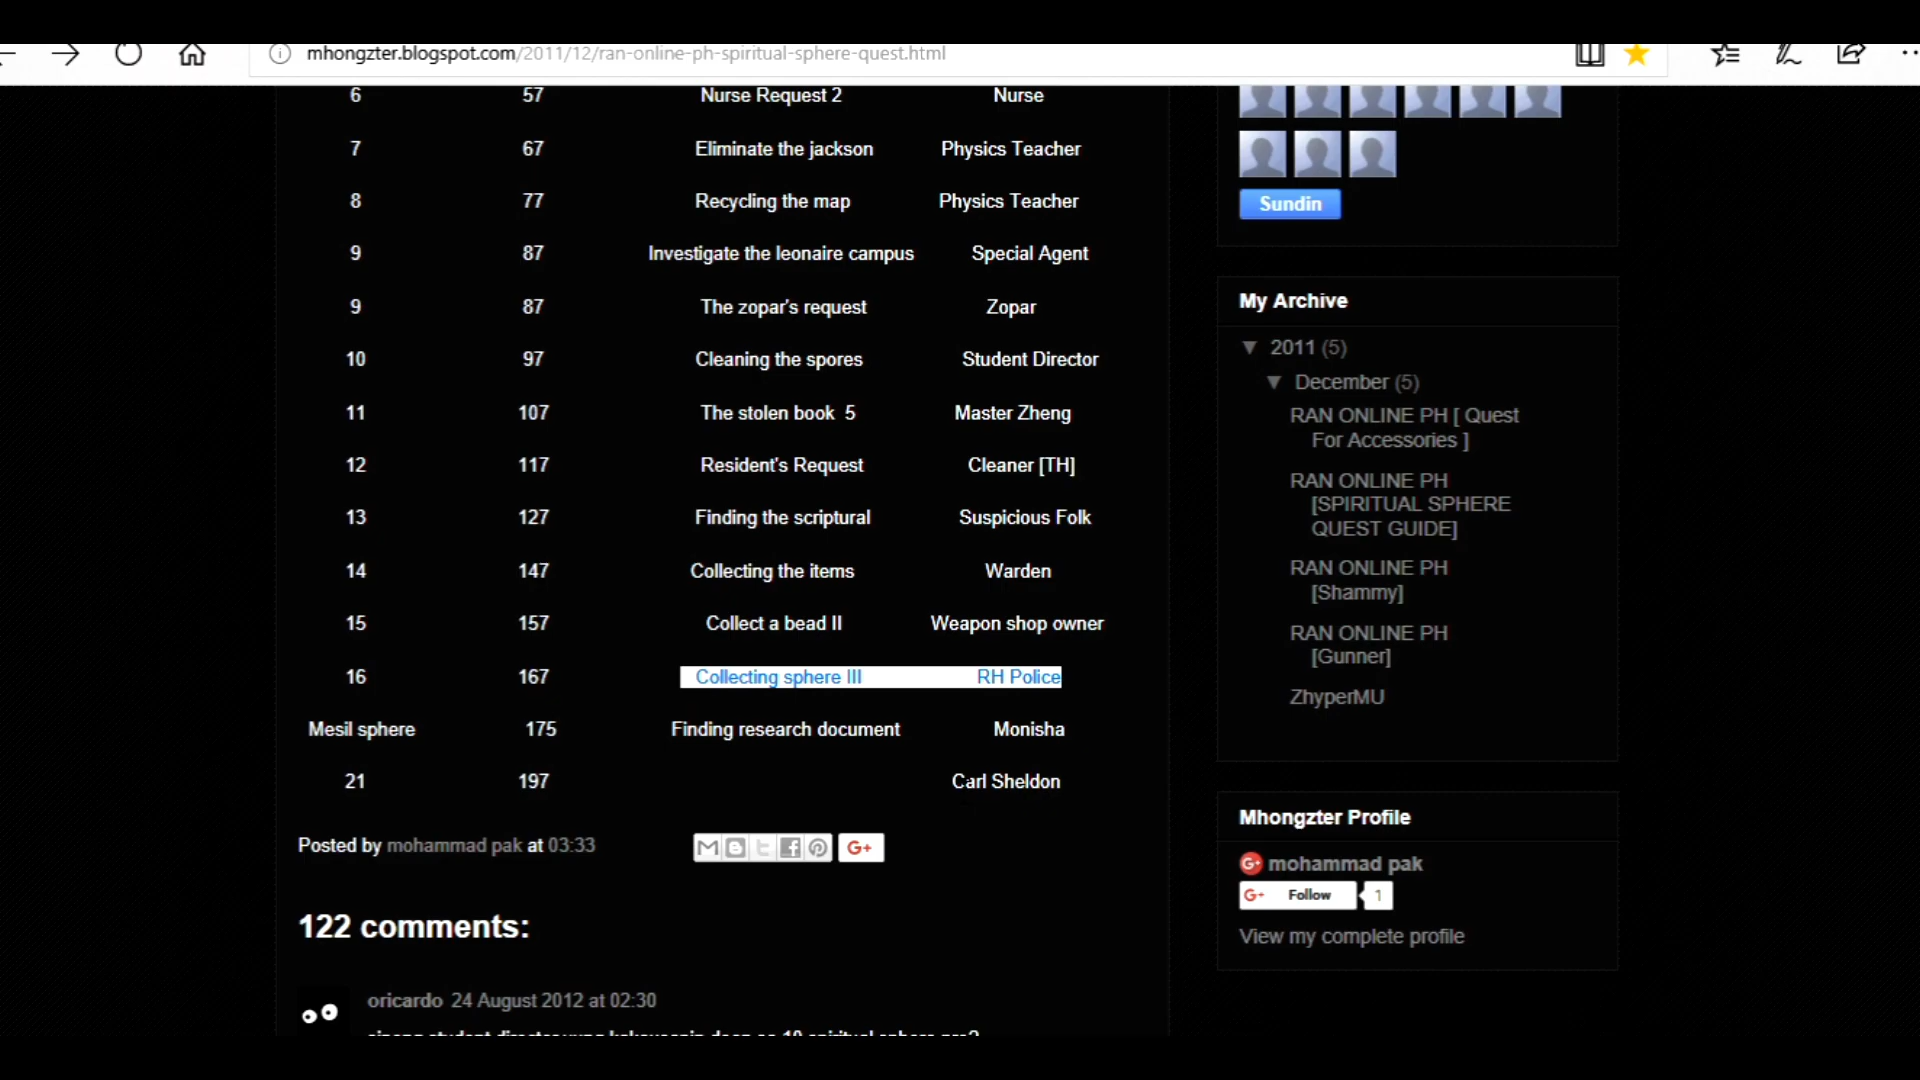 mhongzter.blogspot.com/2011/12/ran-online-ph-spiritual-sphere-quest.html
6 57 Nurse Request 2 Nurse
7 67 Eliminate the jackson Physics Teacher
8 77 Recycling the map Physics Teacher
9 87 Investigate the leonaire campus Special Agent
9 87 The zopar's request Zopar
10 97 Cleaning the spores Student Director
11 107 The stolen book 5 Master Zheng
12 117 Resident's Request Cleaner [TH]
13 127 Finding the scriptural Suspicious Folk
14 147 Collecting the items Warden
15 157 Collect a bead II Weapon shop owner
16 167 Collecting sphere III RH Police
Mesil sphere 175 Finding research document Monisha
21 197 Carl Sheldon
Posted by mohammad pak at 03:33
G+
122 comments:
oricardo 24 August 2012 at 02:30
Sundin
My Archive
▼ 2011 (5)
▼ December (5)
RAN ONLINE PH [ Quest
For Accessories ]
RAN ONLINE PH
[SPIRITUAL SPHERE
QUEST GUIDE]
RAN ONLINE PH
[Shammy]
RAN ONLINE PH
[Gunner]
ZhyperMU
Mhongzter Profile
G+ mohammad pak
G+ Follow 1
View my complete profile